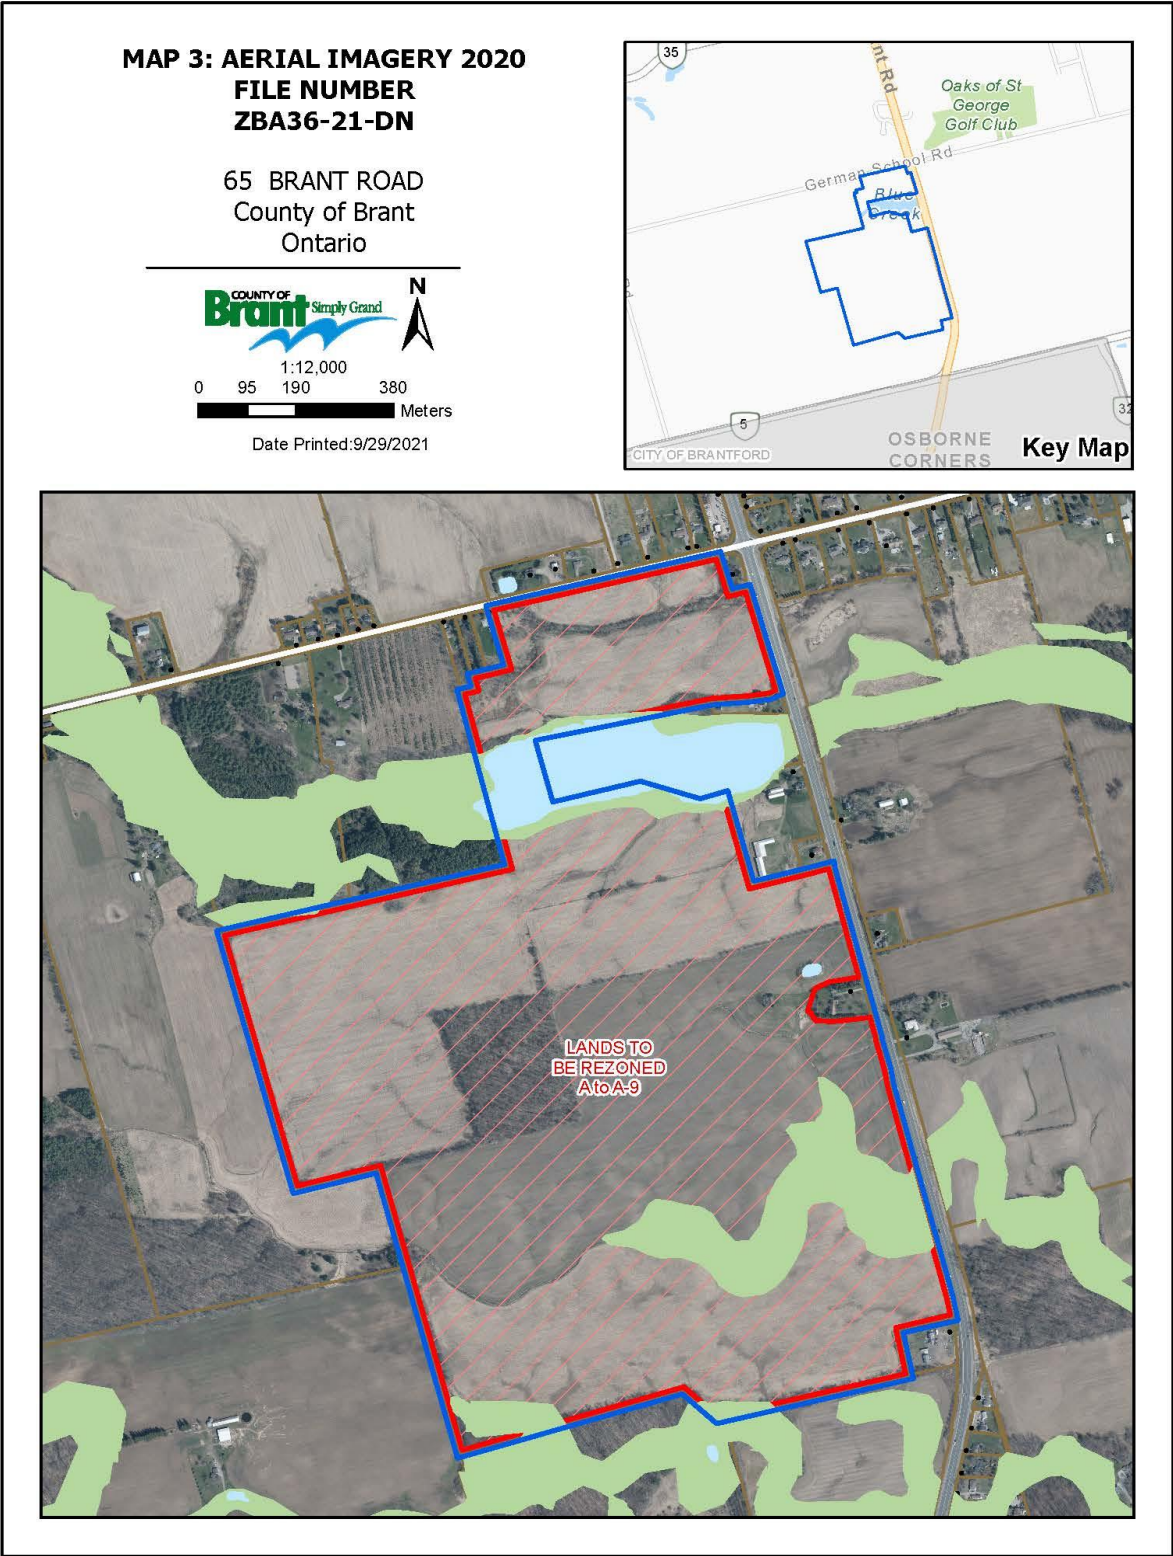 MAP 3: AERIAL IMAGERY 2020
FILE NUMBER
ZBA36-21-DN
65 BRANT ROAD
County of Brant
Ontario
COUNTY OF
Brant Simply Grand
N
1:12,000
0 95 190 380
Meters
Date Printed:9/29/2021
35
nt Rd
Oaks of St
George
Golf Club
German School Rd
Blue
Creek
Rd
5
32
CITY OF BRANTFORD
OSBORNE
CORNERS
Key Map
LANDS TO
BE REZONED
A to A-9